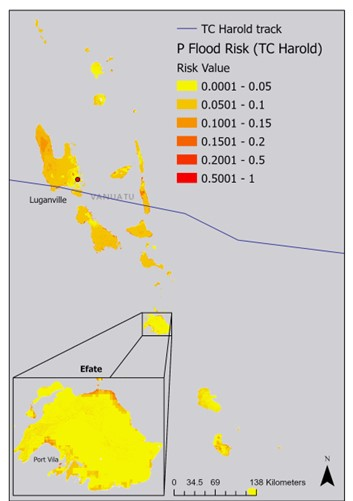 TC Harold track
P Flood Risk (TC Harold)
Risk Value
0.0001 - 0.05
0.0501 - 0.1
0.1001 - 0.15
0.1501 - 0.2
0.2001 - 0.5
0.5001 - 1
VANUATU
Luganville
Efate
Port Vila
N
0 34.5 69 138 Kilometers